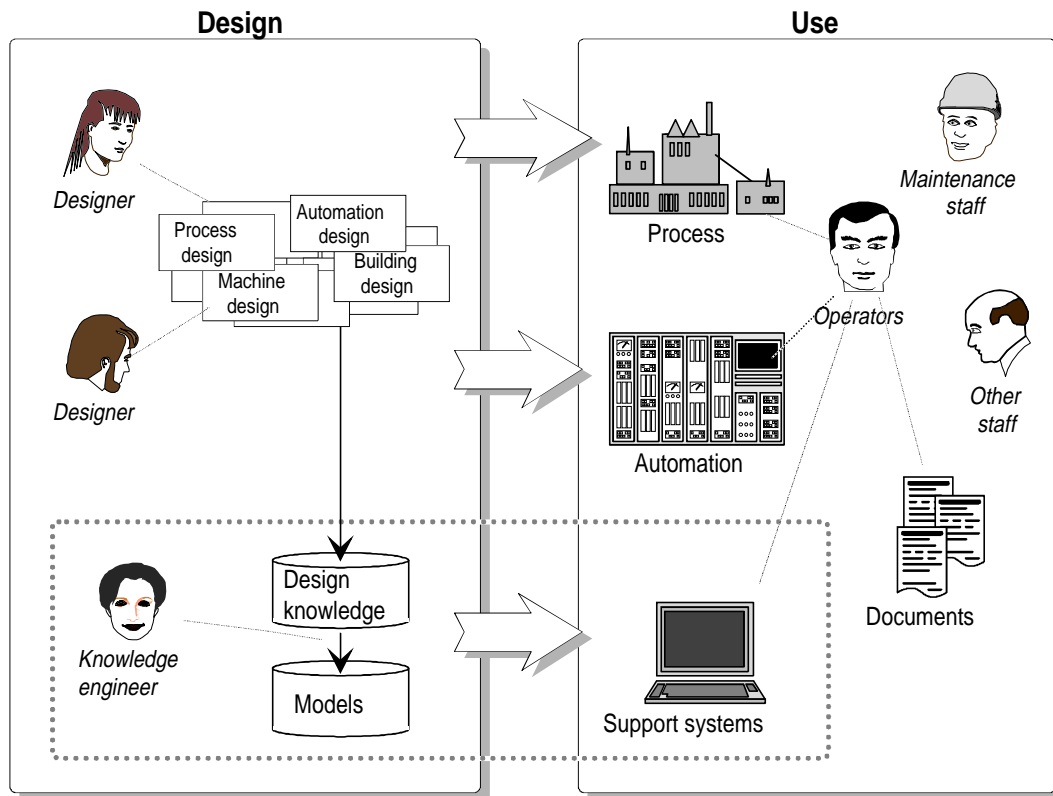 Design
Designer
Automation
design
Process
design
Building
design
Machine
design
Designer
Design
knowledge
Knowledge
engineer
Models
Use
Process
Maintenance
staff
Operators
Other
staff
Automation
Documents
Support systems